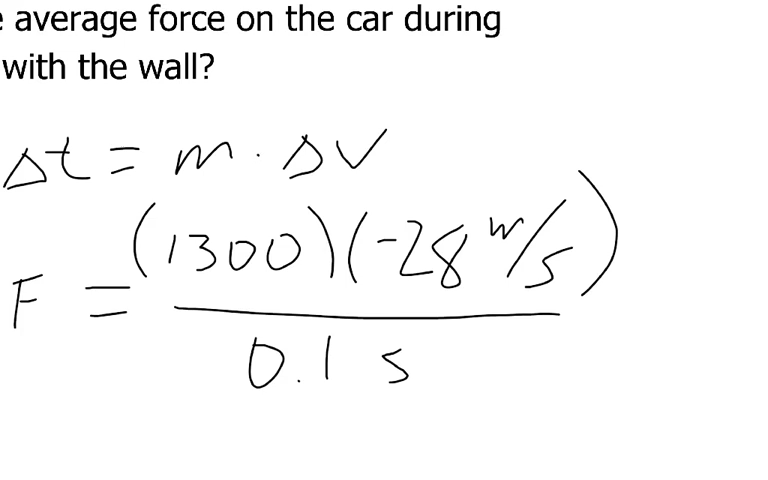 average force on the car during
with the wall?
Δt = m · ΔV
F = (1300)(-28 m/s)
0.1 s